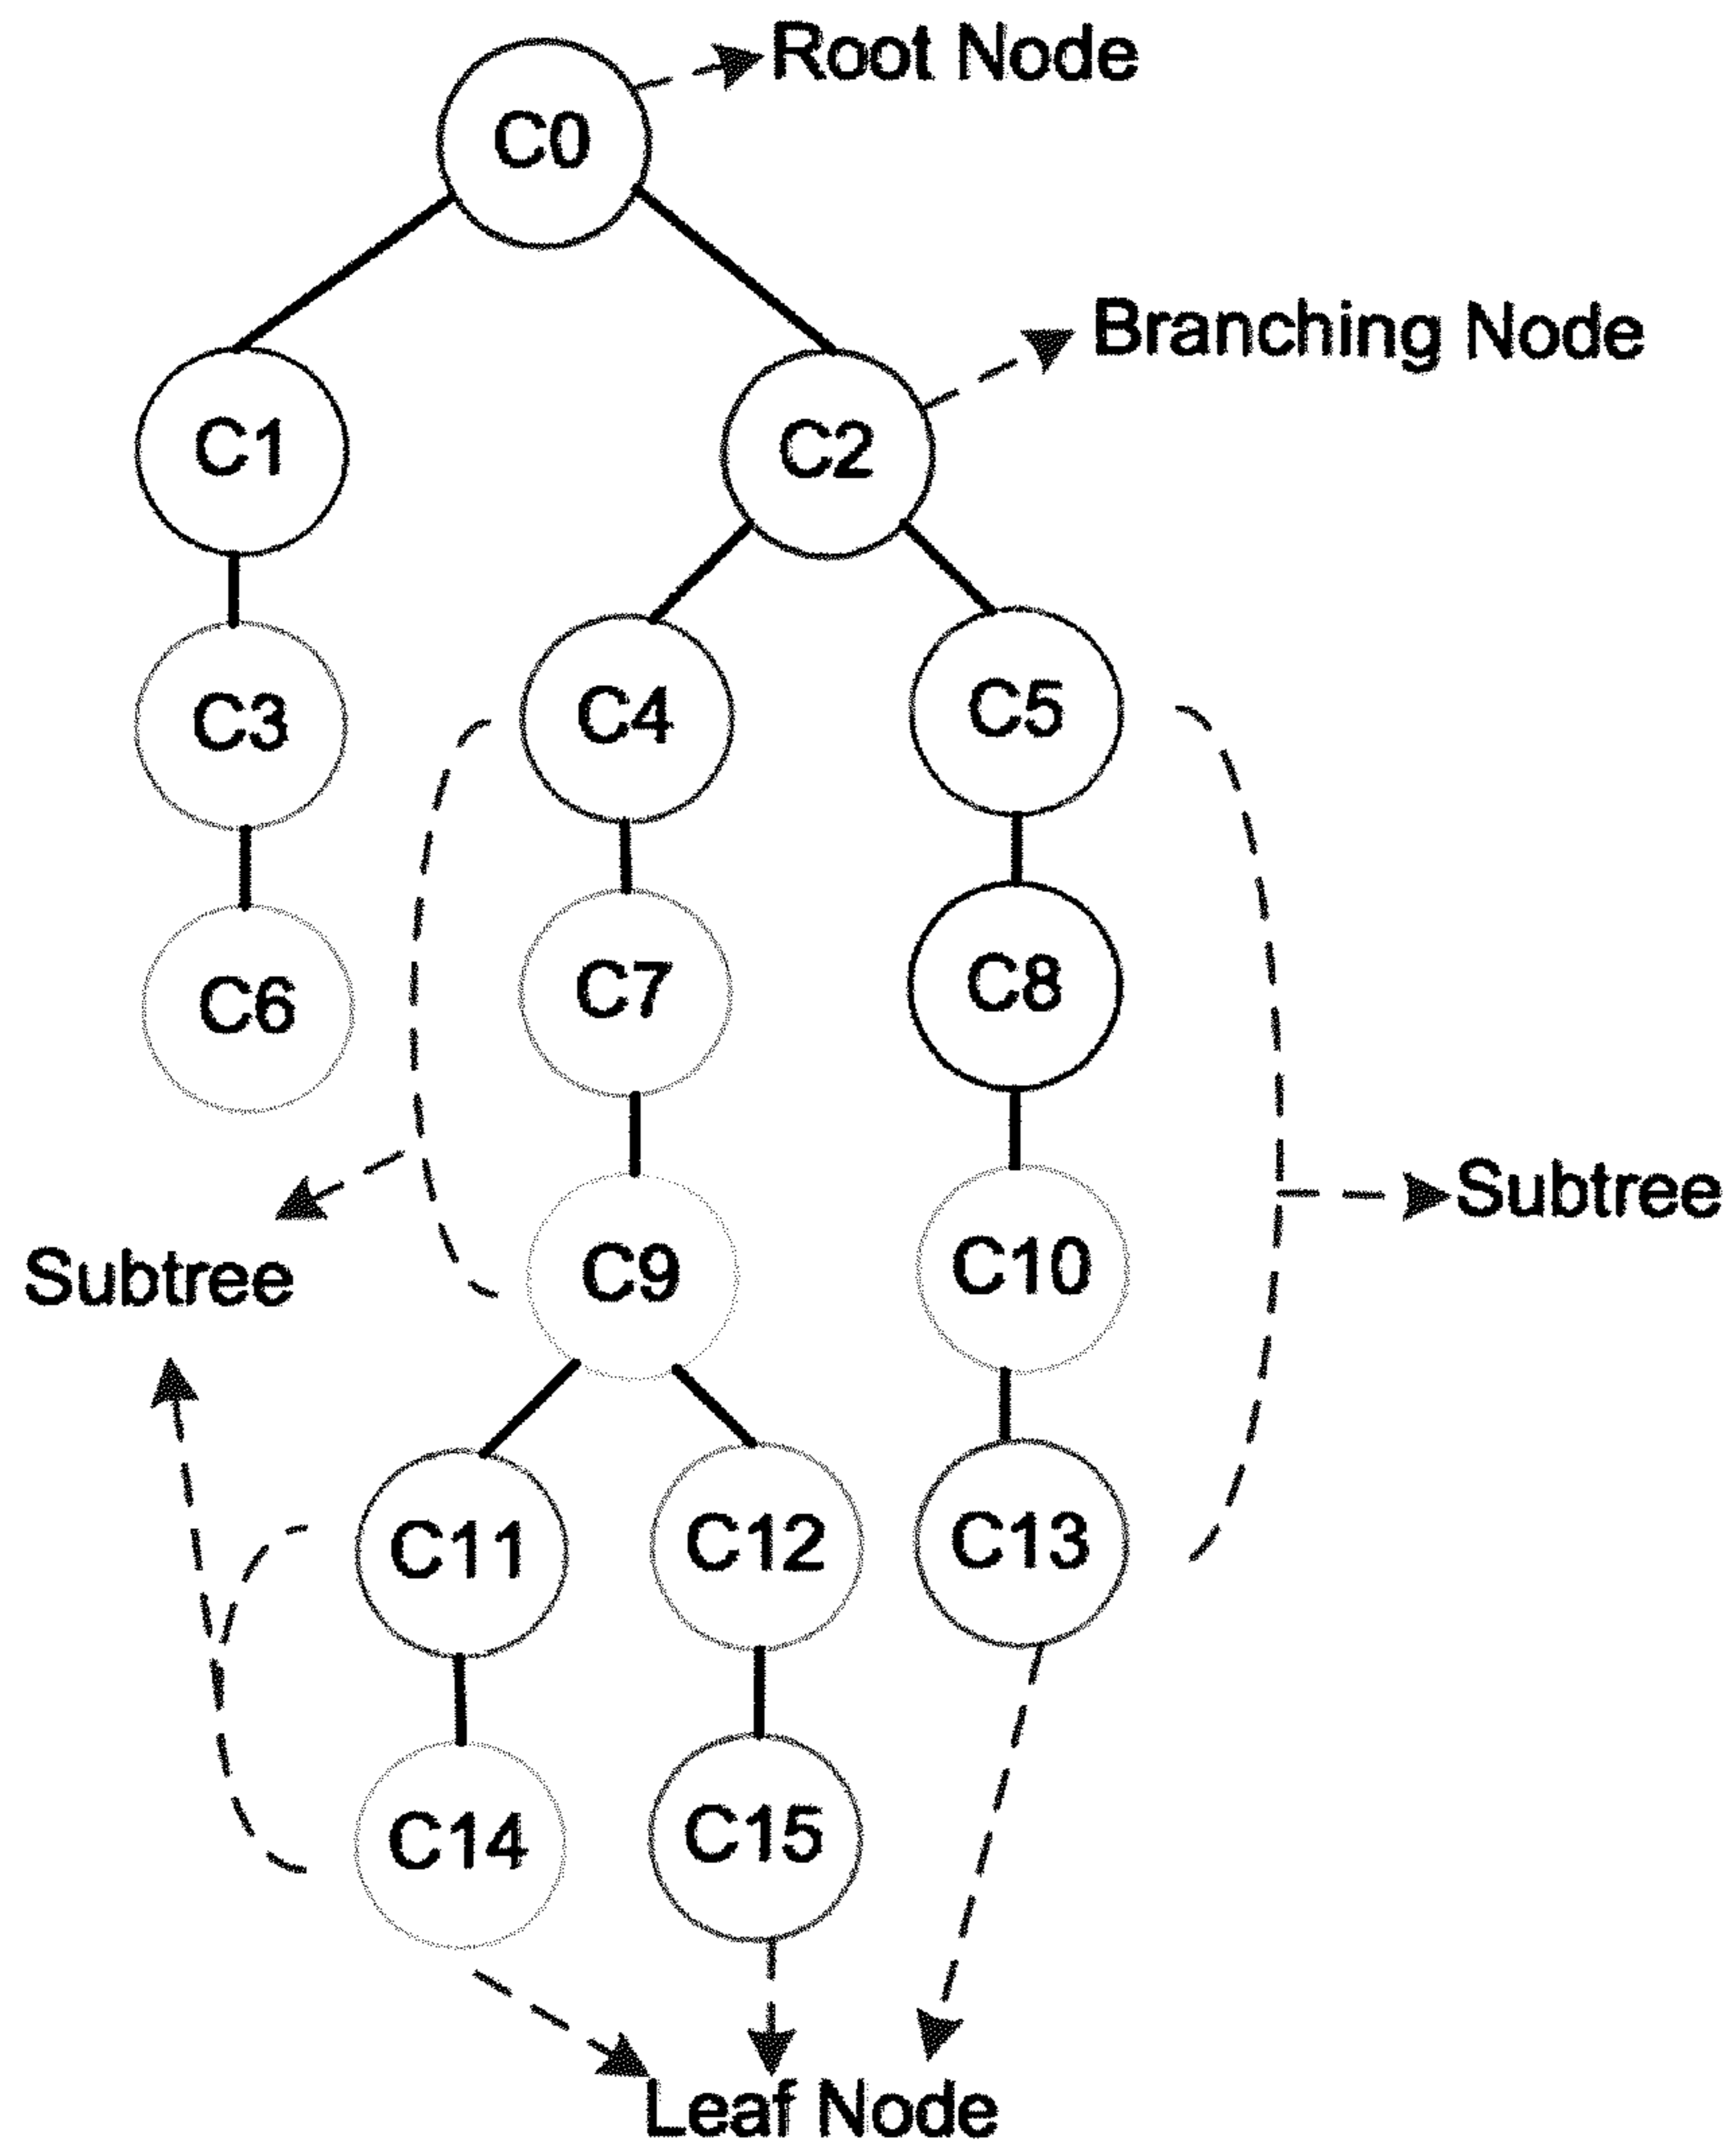 Root Node
C0
Branching Node
C1
C2
C3
C4
C5
C6
C7
C8
Subtree
C9
C10
Subtree
C11
C12
C13
C14
C15
Leaf Node